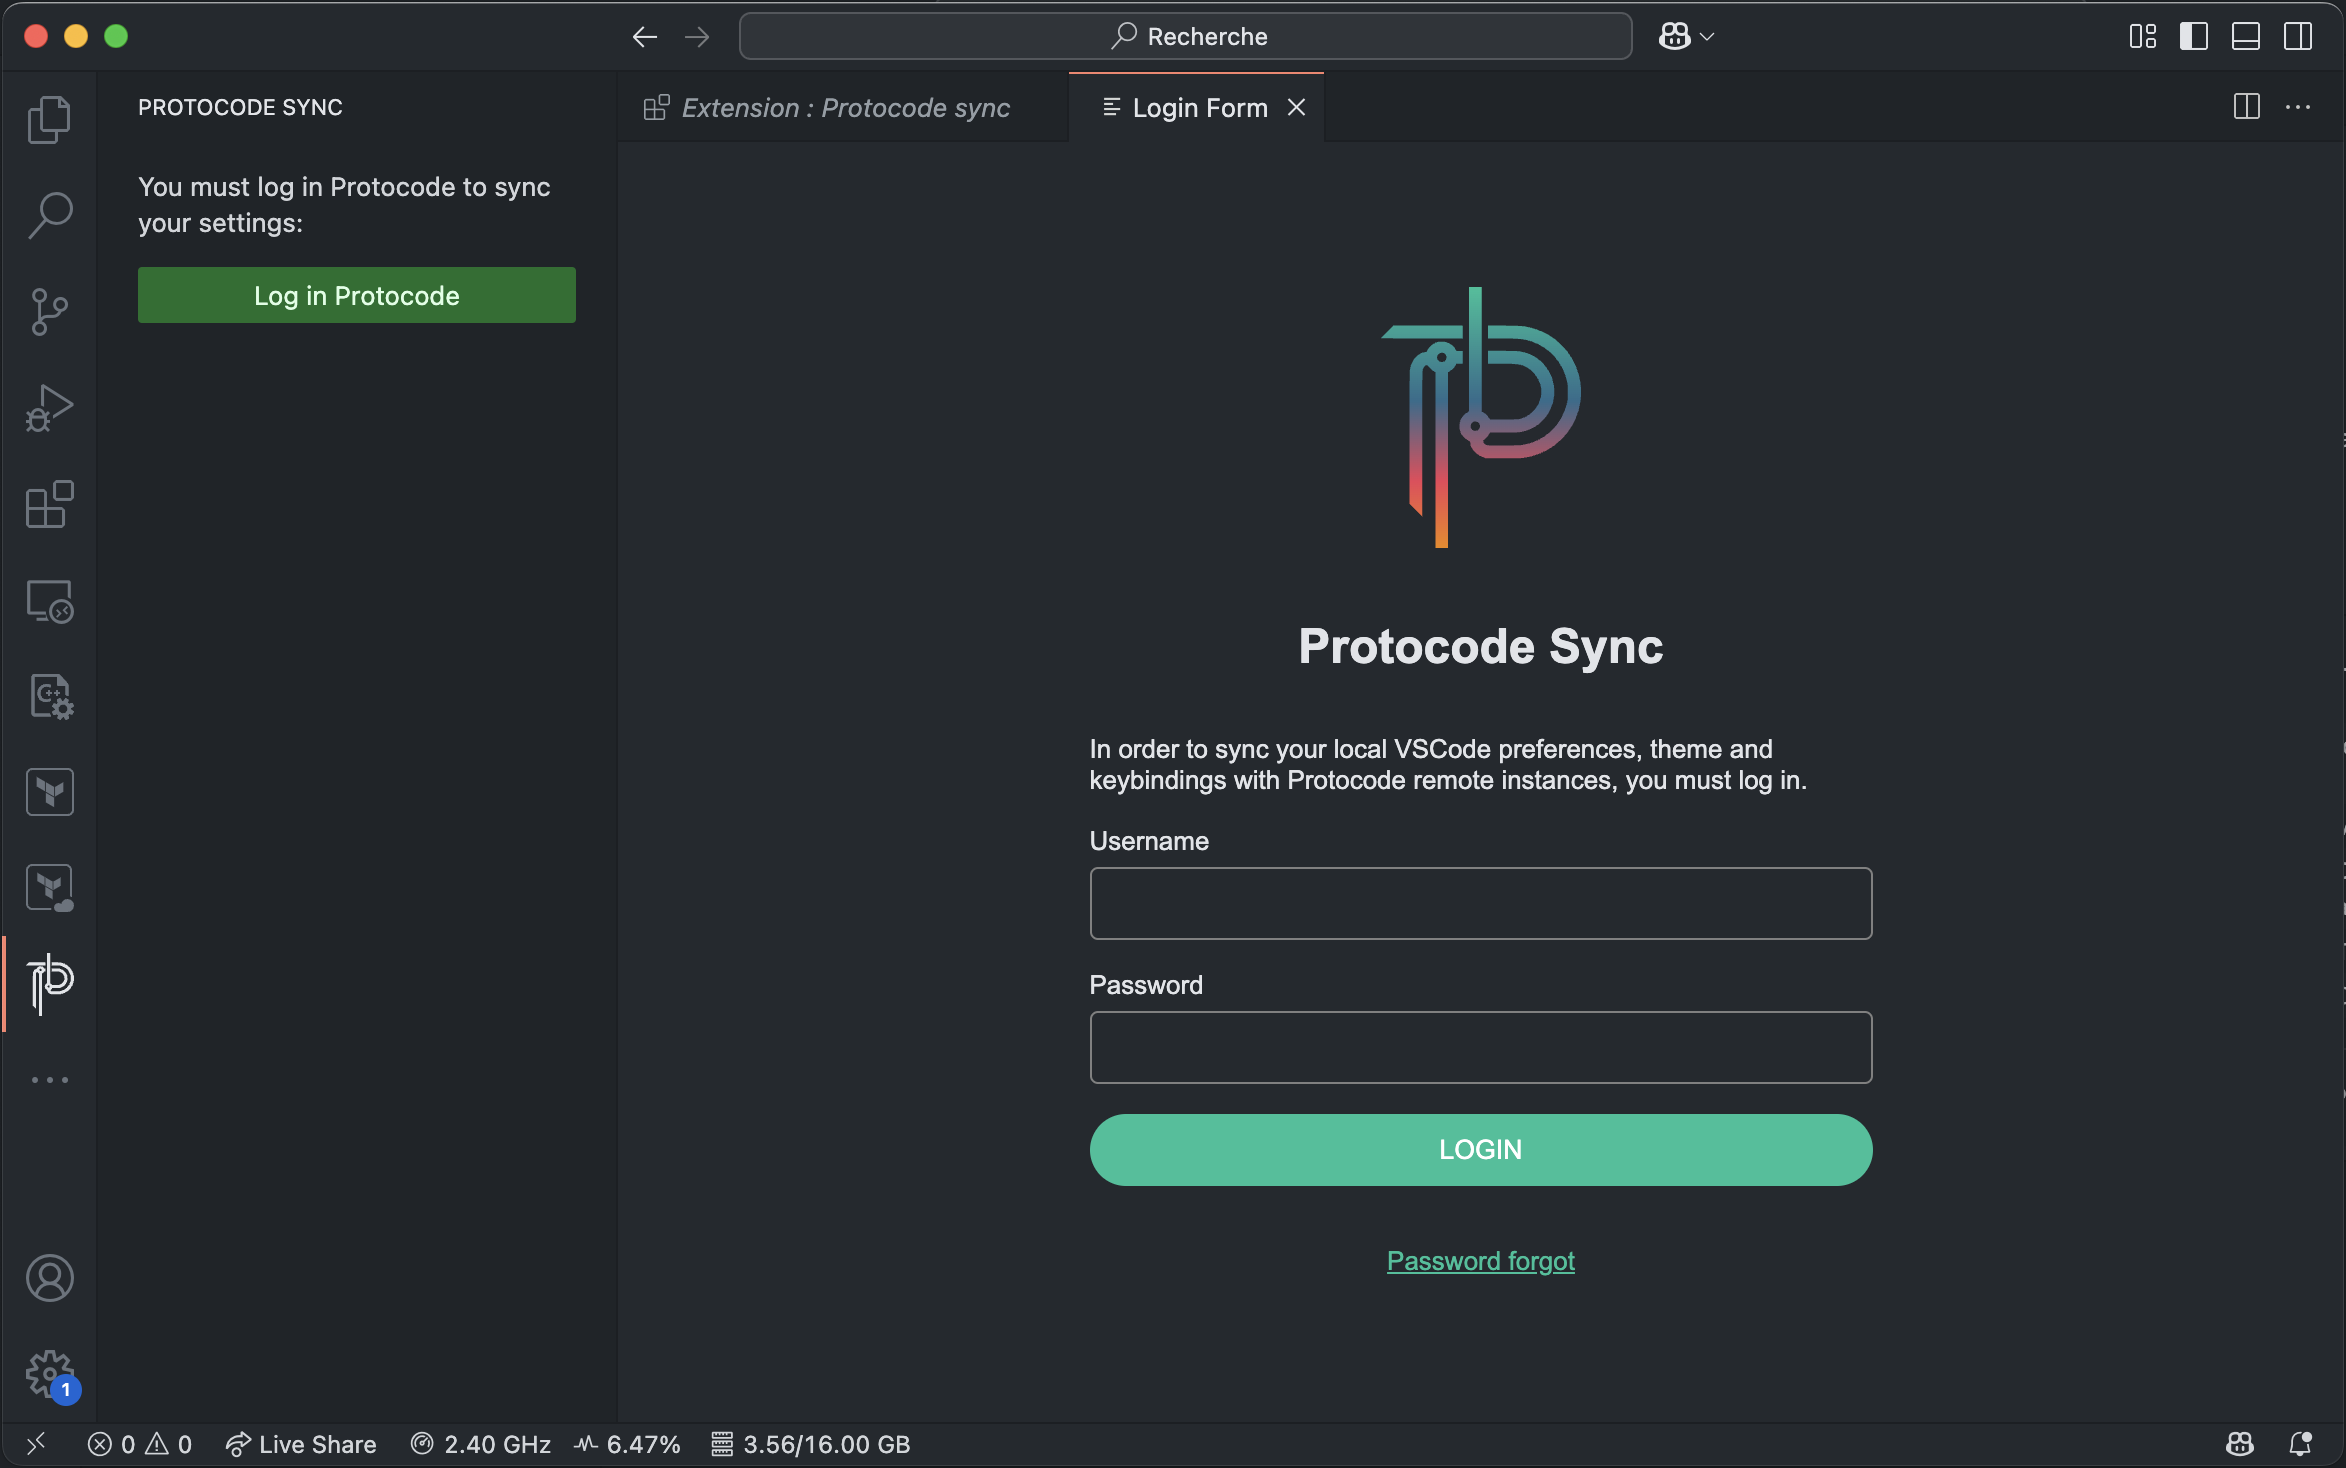 Recherche
PROTOCODE SYNC
Extension : Protocode sync
Login Form
You must log in Protocode to sync
your settings:
Log in Protocode
Protocode Sync
In order to sync your local VSCode preferences, theme and
keybindings with Protocode remote instances, you must log in.
Username
Password
LOGIN
Password forgot
C++
1
0 0 Live Share 2.40 GHz 6.47% 3.56/16.00 GB